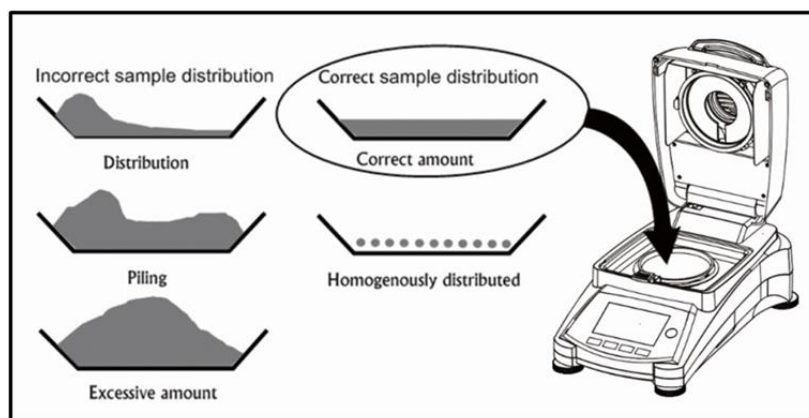 Incorrect sample distribution
Distribution
Piling
Excessive amount
Correct sample distribution
Correct amount
Homogenously distributed